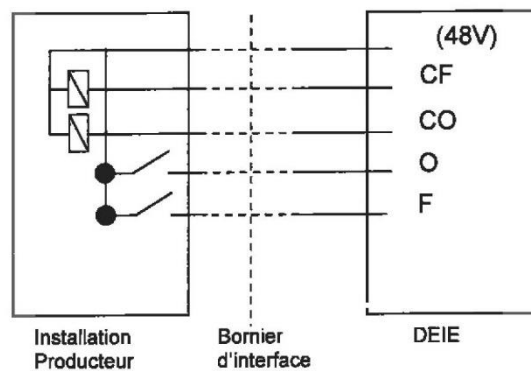 (48V)
CF
CO
O
F
Installation
Producteur
Bornier
d'interface
DEIE